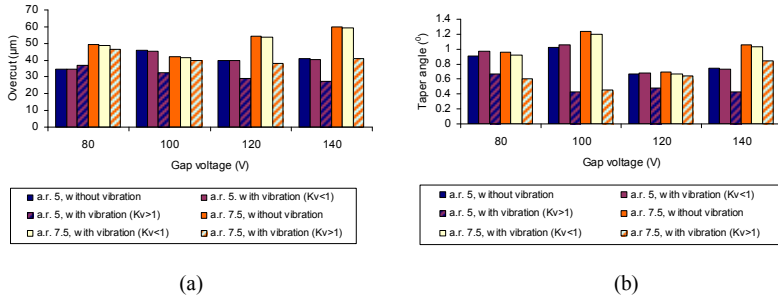 Overcut (µm)
70
60
50
40
30
20
10
0
80 100 120 140
Gap voltage (V)
a.r. 5, without vibration
a.r. 5. with vibration (Kv<1)
a.r. 5, with vibration (Kv>1)
a.r. 7.5, without vibration
a.r. 7.5, with vibration (Kv<1)
a.r. 7.5, with vibration (Kv>1)
(a)
Taper angle (⁰)
1.4
1.2
1
0.8
0.6
0.4
0.2
0
80 100 120 140
Gap voltage (V)
a.r. 5, without vibration
a.r. 5. with vibration (Kv<1)
a.r. 5, with vibration (Kv>1)
a.r. 7.5, without vibration
a.r. 7.5, with vibration (Kv<1)
a.r. 7.5, with vibration (Kv>1)
(b)